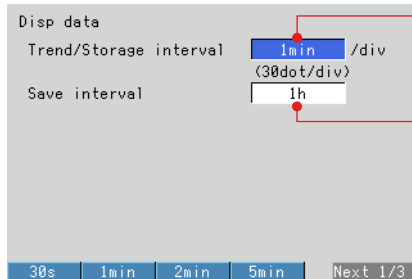 Disp data
Trend/Storage interval 1min /div
(30dot/div)
Save interval 1h
30s 1min 2min 5min Next 1/3